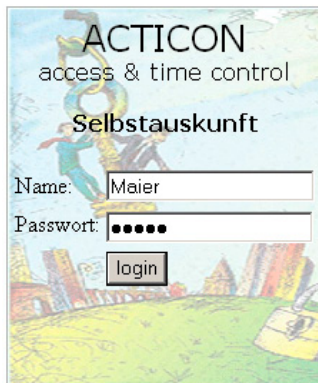 ACTICON
access & time control
Selbstauskunft
Name: Maier
Passwort: •••••
login